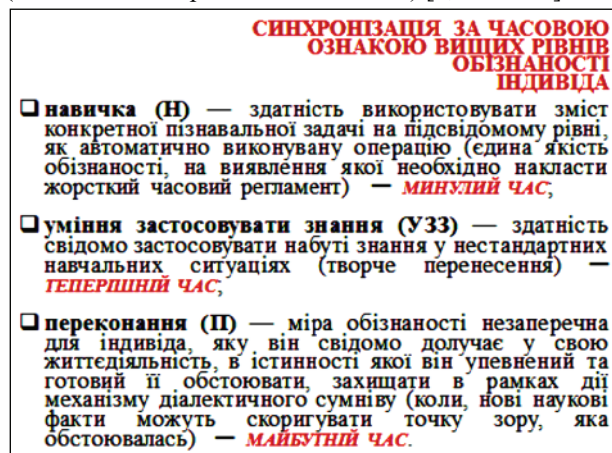 СИНХРОНІЗАЦІЯ ЗА ЧАСОВОЮ
ОЗНАКОЮ ВИЩИХ РІВНІВ
ОБІЗНАНОСТІ
ІНДИВІДА
навичка (Н) — здатність використовувати зміст
конкретної пізнавальної задачі на підсвідомому рівні,
як автоматично виконувану операцію (єдина якість
обізнаності, на виявлення якої необхідно накласти
жорсткий часовий регламент) — МИНУЛИЙ ЧАС;
уміння застосовувати знання (УЗЗ) — здатність
свідомо застосовувати набуті знання у нестандартних
навчальних ситуаціях (творче перенесення) —
ТЕПЕРІШНІЙ ЧАС;
переконання (П) — міра обізнаності незаперечна
для індивіда, яку він свідомо долучає у свою
життєдіяльність, в істинності якої він упевнений та
готовий її обстоювати, захищати в рамках дії
механізму діалектичного сумніву (коли, нові наукові
факти можуть скоригувати точку зору, яка
обстоювалась) — МАЙБУТНІЙ ЧАС.